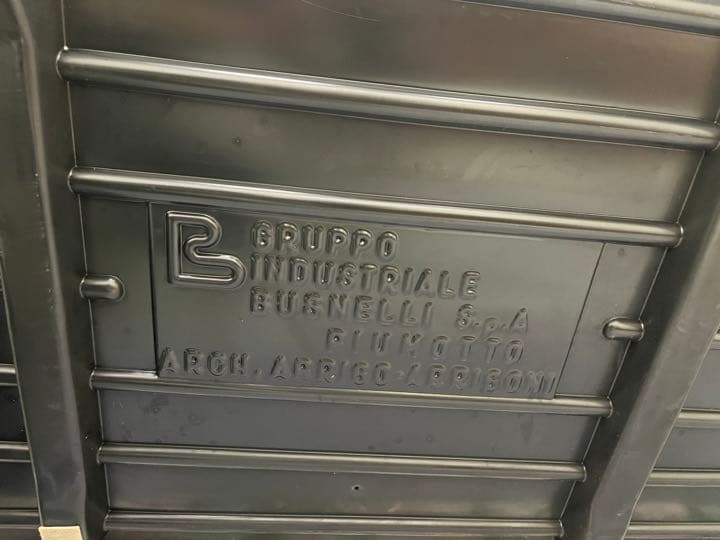 B GRUPPO
INDUSTRIALE
BUSNELLI S.p.A
PIUMOTTO
ARCH. ARRIGO-ARRIGONI